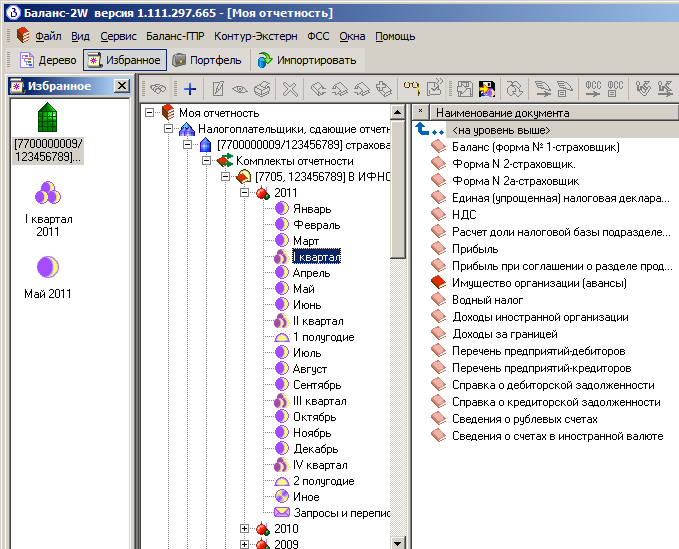 Баланс-2W версия 1.111.297.665 - [Моя отчетность]
Файл Вид Сервис Баланс-ГПР Контур-Экстерн ФСС Окна Помощь
Дерево Избранное Портфель Импортировать
Избранное
[7700000009/
123456789]...
I квартал
2011
Май 2011
Моя отчетность
Налогоплательщики, сдающие отчетн
[7700000009/123456789] страхова
Комплекты отчетности
[7705, 123456789] В ИФНС
2011
Январь
Февраль
Март
I квартал
Апрель
Май
Июнь
II квартал
1 полугодие
Июль
Август
Сентябрь
III квартал
Октябрь
Ноябрь
Декабрь
IV квартал
2 полугодие
Иное
Запросы и перепис
2010
2009
* Наименование документа
<на уровень выше>
Баланс (форма № 1-страховщик)
Форма N 2-страховщик.
Форма N 2а-страховщик
Единая (упрощенная) налоговая деклара...
НДС
Расчет доли налоговой базы подразделе...
Прибыль
Прибыль при соглашении о разделе прод...
Имущество организации (авансы)
Водный налог
Доходы иностранной организации
Доходы за границей
Перечень предприятий-дебиторов
Перечень предприятий-кредиторов
Справка о дебиторской задолженности
Справка о кредиторской задолженности
Сведения о рублевых счетах
Сведения о счетах в иностранной валюте